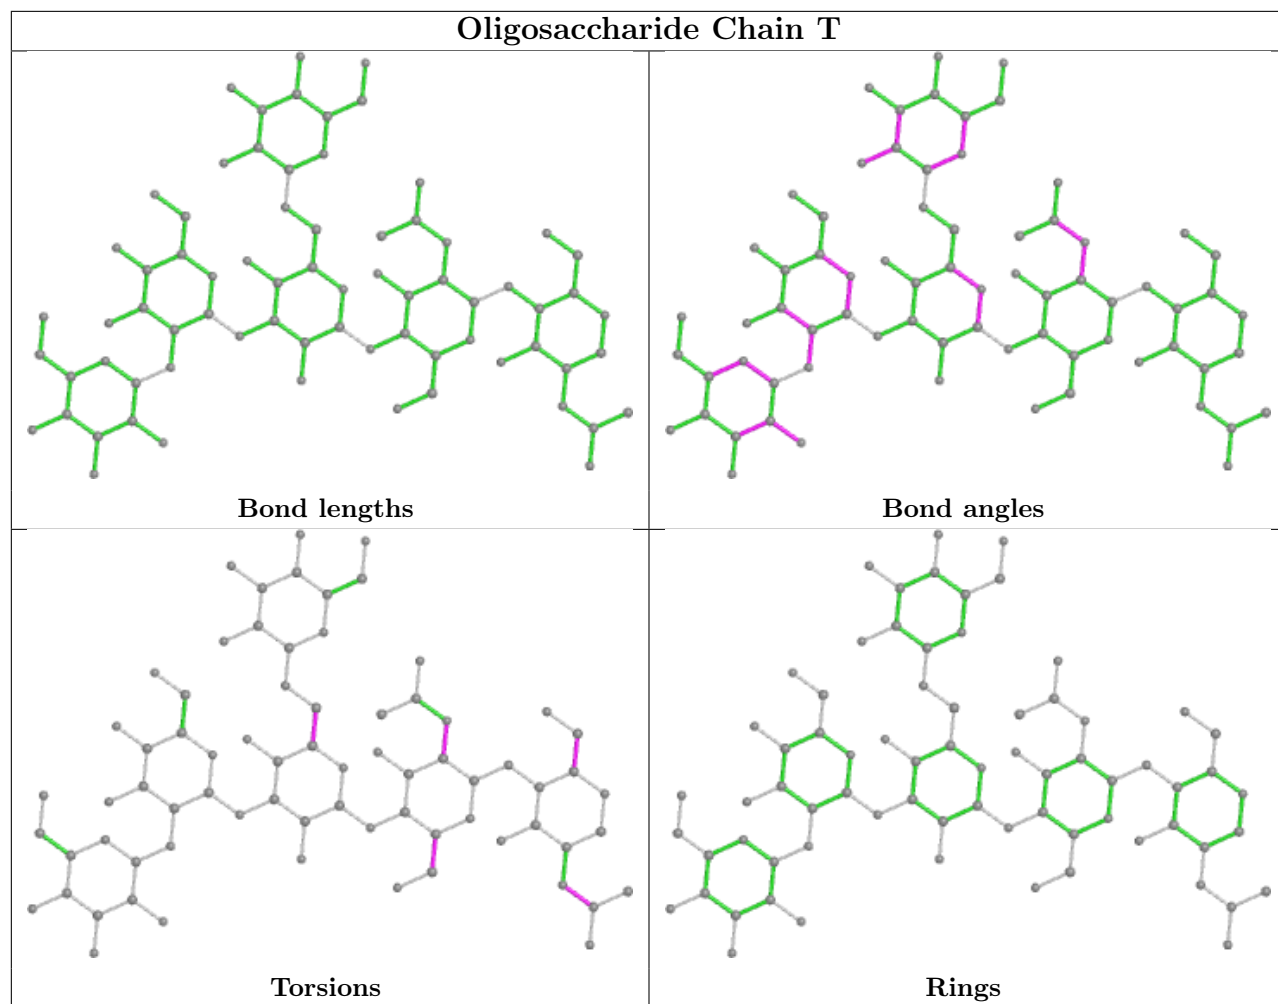 Oligosaccharide Chain T
Bond lengths
Bond angles
Torsions
Rings